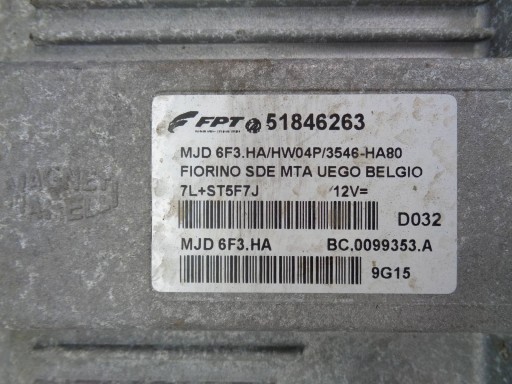 FPT 51846263
MJD 6F3.HA/HW04P/3546-HA80
FIORINO SDE MTA UEGO BELGIO
7L+ST5F7J 12V=
D032
MJD 6F3.HA BC.0099353.A
9G15
MAGNETI
MARELLI